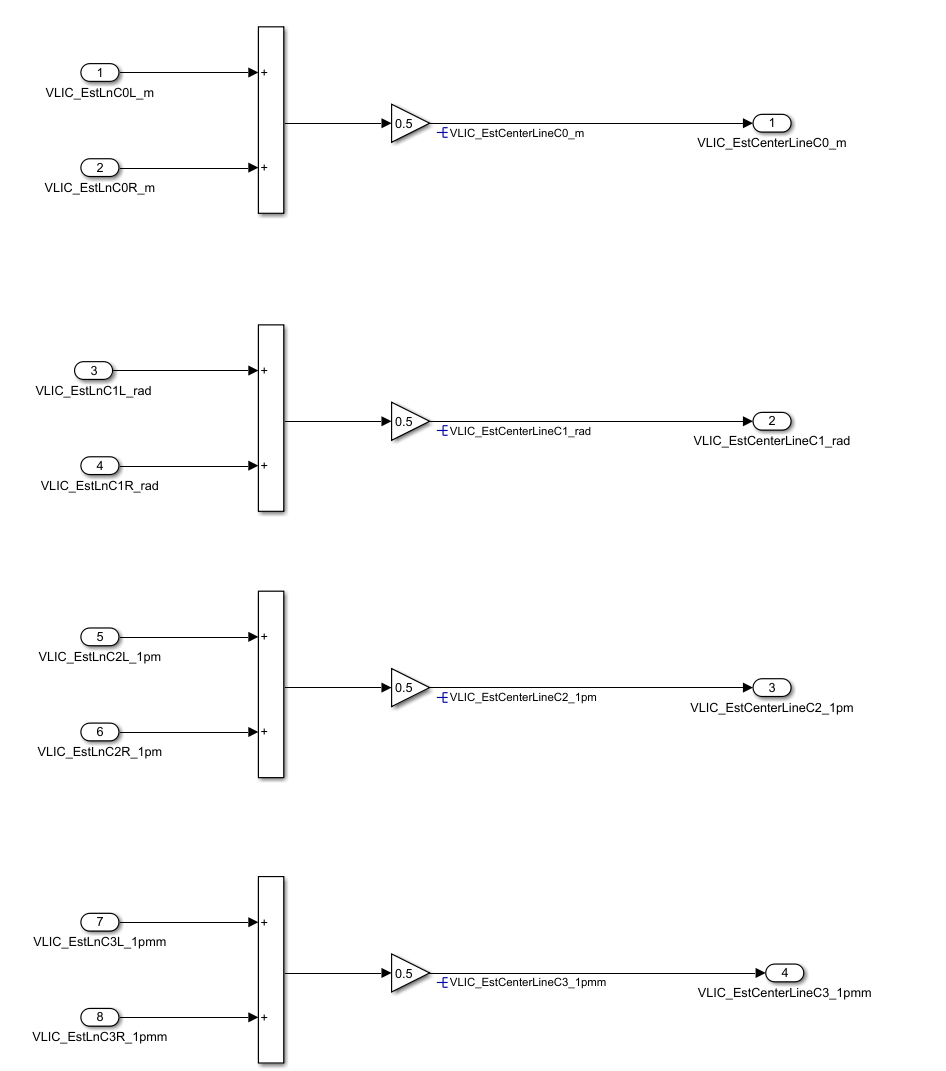 1
+
VLIC_EstLnC0L_m
0.5
1
VLIC_EstCenterLineC0_m
VLIC_EstCenterLineC0_m
2
+
VLIC_EstLnC0R_m
3
+
VLIC_EstLnC1L_rad
0.5
2
VLIC_EstCenterLineC1_rad
VLIC_EstCenterLineC1_rad
4
+
VLIC_EstLnC1R_rad
5
+
VLIC_EstLnC2L_1pm
0.5
3
VLIC_EstCenterLineC2_1pm
VLIC_EstCenterLineC2_1pm
6
+
VLIC_EstLnC2R_1pm
7
+
VLIC_EstLnC3L_1pmm
0.5
4
VLIC_EstCenterLineC3_1pmm
VLIC_EstCenterLineC3_1pmm
8
+
VLIC_EstLnC3R_1pmm